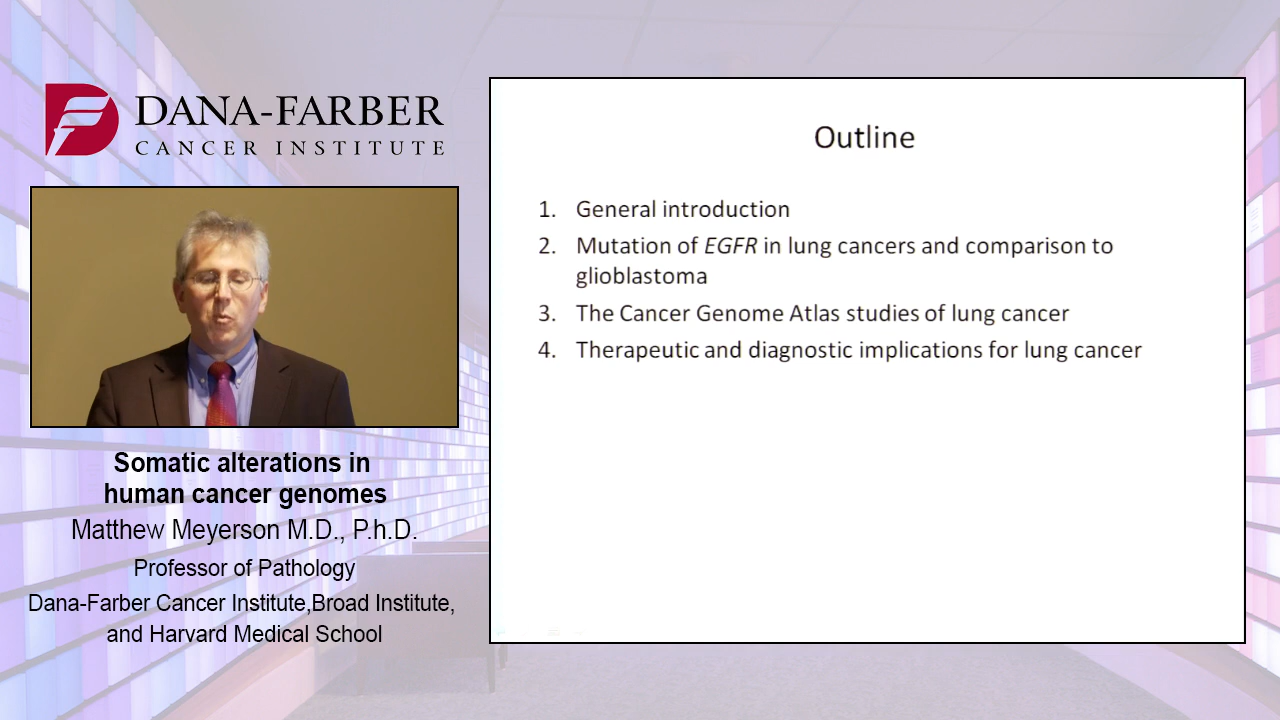 DANA-FARBER
CANCER INSTITUTE
Somatic alterations in
human cancer genomes
Matthew Meyerson M.D., P.h.D.
Professor of Pathology
Dana-Farber Cancer Institute,Broad Institute,
and Harvard Medical School
Outline
1. General introduction
2. Mutation of EGFR in lung cancers and comparison to
glioblastoma
3. The Cancer Genome Atlas studies of lung cancer
4. Therapeutic and diagnostic implications for lung cancer